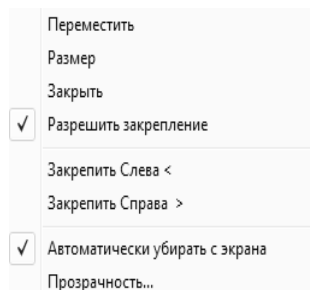 Переместить
Размер
Закрыть
Разрешить закрепление
Закрепить Слева <
Закрепить Справа >
Автоматически убирать с экрана
Прозрачность...